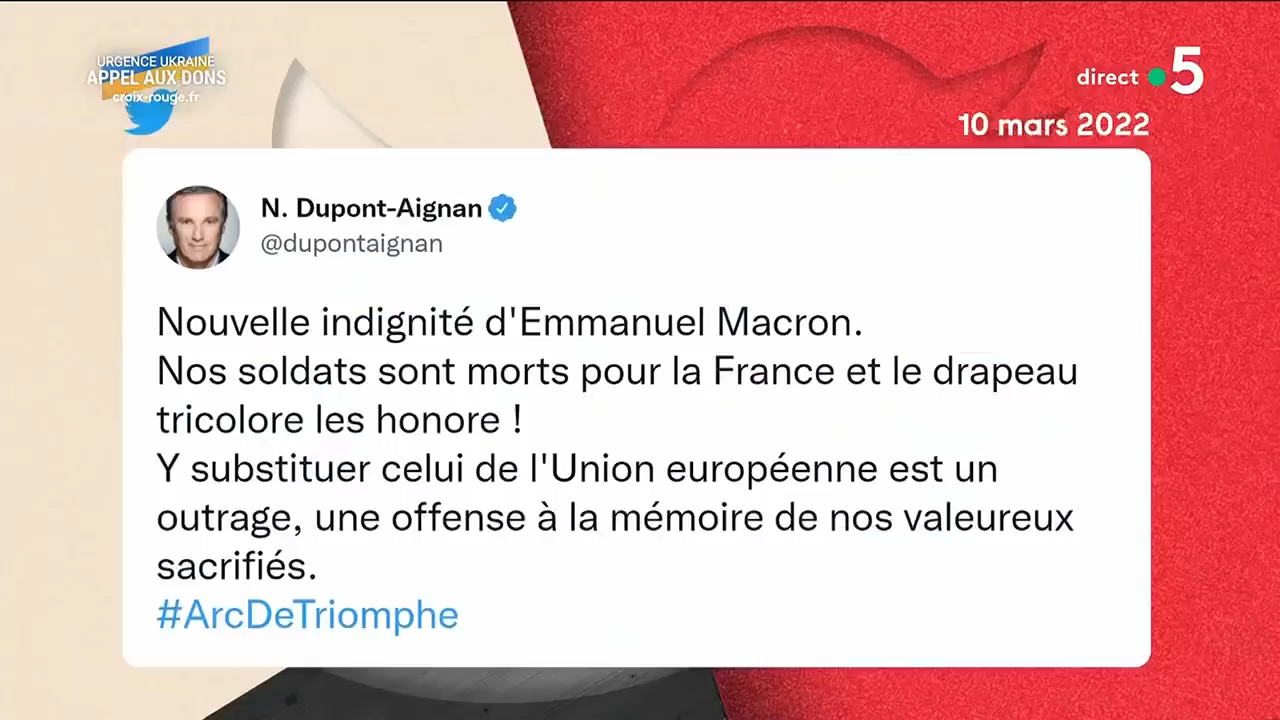 URGENCE UKRAINE
APPEL AUX DONS
croix-rouge.fr
direct 5
10 mars 2022
N. Dupont-Aignan
@dupontaignan
Nouvelle indignité d'Emmanuel Macron.
Nos soldats sont morts pour la France et le drapeau
tricolore les honore !
Y substituer celui de l'Union européenne est un
outrage, une offense à la mémoire de nos valeureux
sacrifiés.
#ArcDeTriomphe